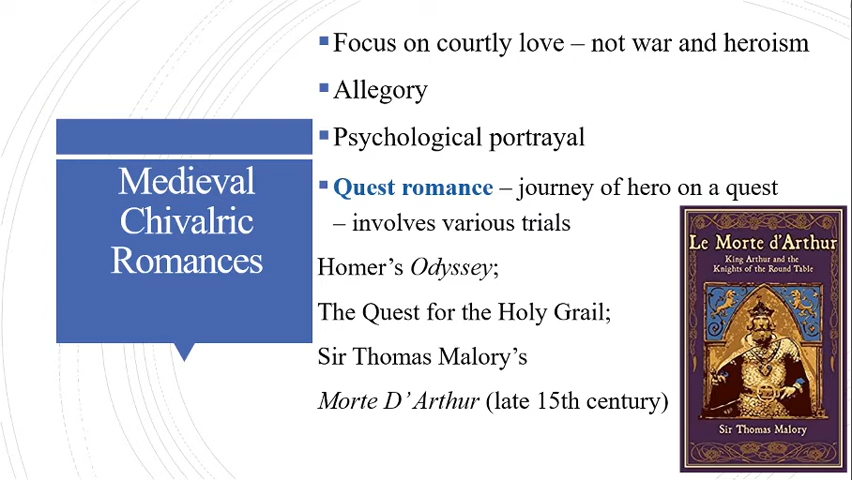 Medieval
Chivalric
Romances
▪Focus on courtly love – not war and heroism
▪Allegory
▪Psychological portrayal
▪Quest romance – journey of hero on a quest
– involves various trials
Homer’s Odyssey;
The Quest for the Holy Grail;
Sir Thomas Malory’s
Morte D’Arthur (late 15th century)
Le Morte d'Arthur
King Arthur and the
Knights of the Round Table
Sir Thomas Malory